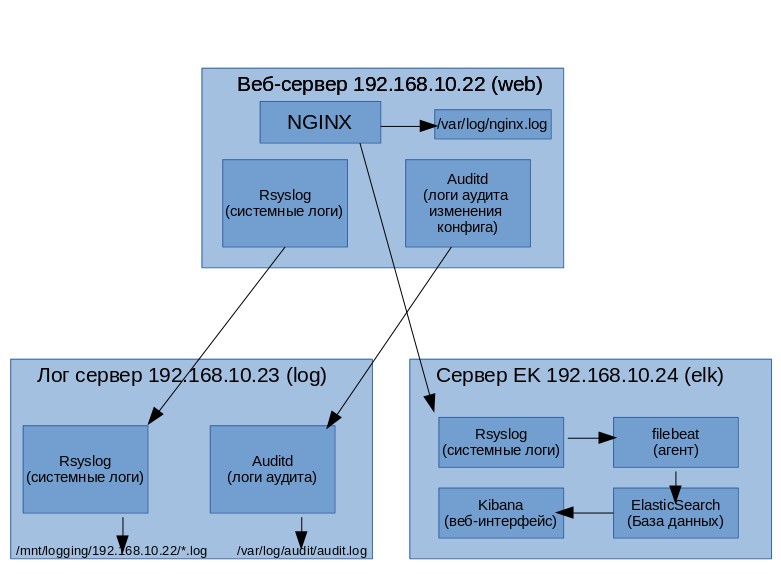 Веб-сервер 192.168.10.22 (web)
NGINX
/var/log/nginx.log
Rsyslog
(системные логи)
Auditd
(логи аудита
изменения
конфига)
Лог сервер 192.168.10.23 (log)
Rsyslog
(системные логи)
Auditd
(логи аудита)
/mnt/logging/192.168.10.22/*.log
/var/log/audit/audit.log
Сервер EK 192.168.10.24 (elk)
Rsyslog
(системные логи)
filebeat
(агент)
Kibana
(веб-интерфейс)
ElasticSearch
(База данных)